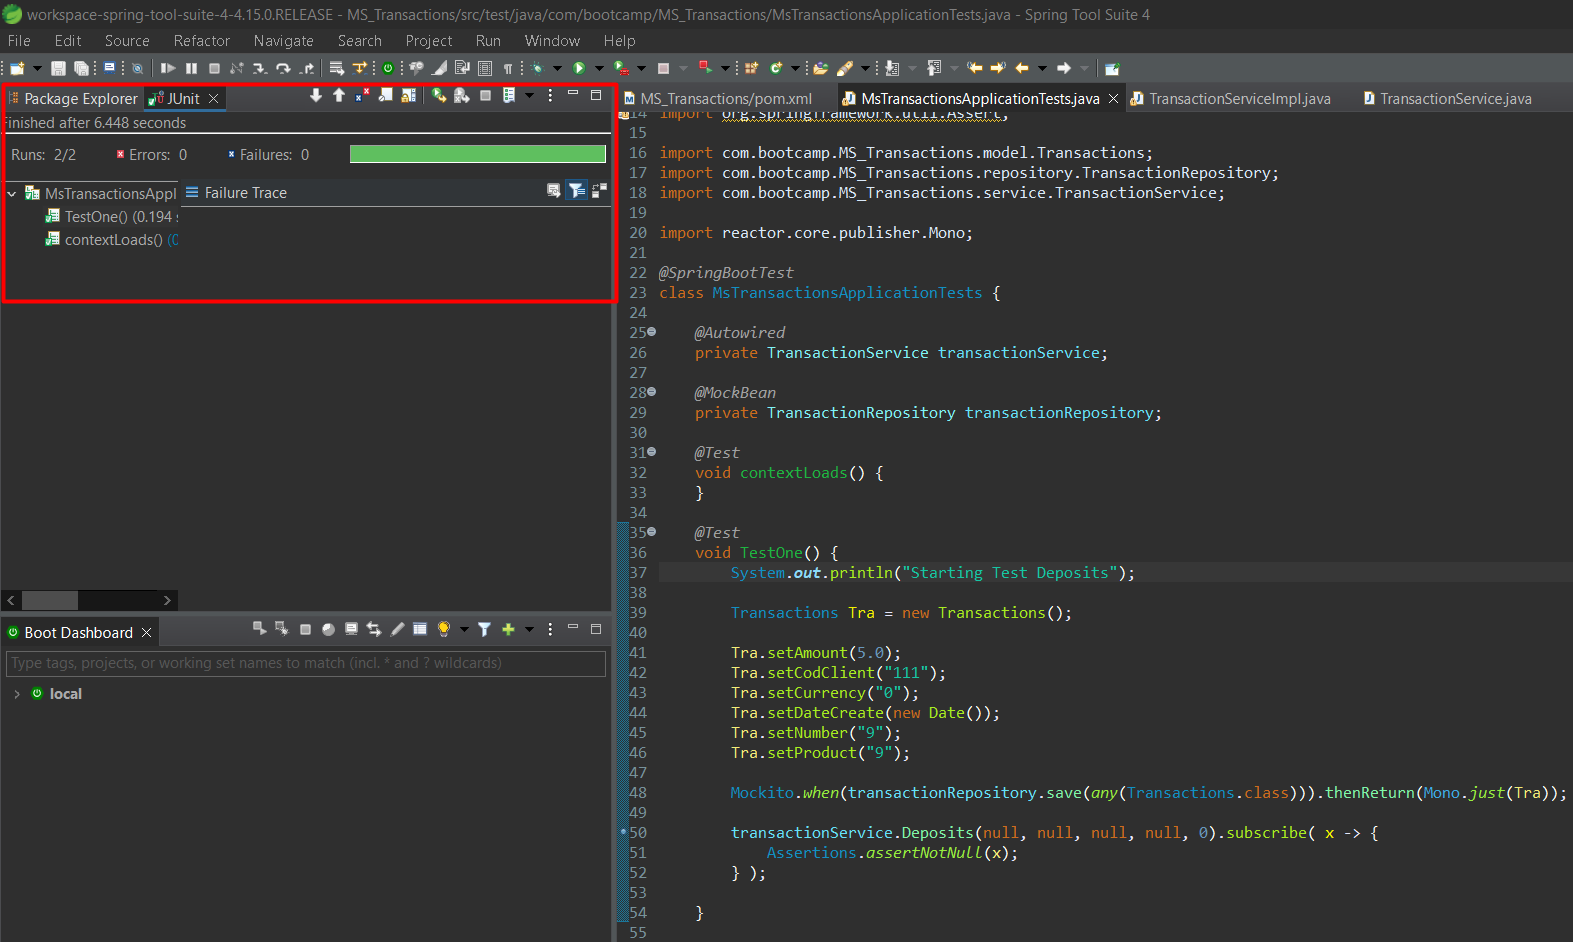 workspace-spring-tool-suite-4-4.15.0.RELEASE - MS_Transactions/src/test/java/com/bootcamp/MS_Transactions/MsTransactionsApplicationTests.java - Spring Tool Suite 4
File Edit Source Refactor Navigate Search Project Run Window Help
Package Explorer JUnit
Finished after 6.448 seconds
Runs: 2/2 Errors: 0 Failures: 0
MsTransactionsAppl
Failure Trace
TestOne() (0.194 s
contextLoads() (0
Boot Dashboard
Type tags, projects, or working set names to match (incl. * and ? wildcards)
local
MS_Transactions/pom.xml MsTransactionsApplicationTests.java TransactionServiceImpl.java TransactionService.java
14 import org.springframework.util.Assert;
15
16 import com.bootcamp.MS_Transactions.model.Transactions;
17 import com.bootcamp.MS_Transactions.repository.TransactionRepository;
18 import com.bootcamp.MS_Transactions.service.TransactionService;
19
20 import reactor.core.publisher.Mono;
21
22 @SpringBootTest
23 class MsTransactionsApplicationTests {
24
25 @Autowired
26 private TransactionService transactionService;
27
28 @MockBean
29 private TransactionRepository transactionRepository;
30
31 @Test
32 void contextLoads() {
33 }
34
35 @Test
36 void TestOne() {
37 System.out.println("Starting Test Deposits");
38
39 Transactions Tra = new Transactions();
40
41 Tra.setAmount(5.0);
42 Tra.setCodClient("111");
43 Tra.setCurrency("0");
44 Tra.setDateCreate(new Date());
45 Tra.setNumber("9");
46 Tra.setProduct("9");
47
48 Mockito.when(transactionRepository.save(any(Transactions.class))).thenReturn(Mono.just(Tra));
49
50 transactionService.Deposits(null, null, null, null, 0).subscribe( x -> {
51 Assertions.assertNotNull(x);
52 } );
53
54 }
55